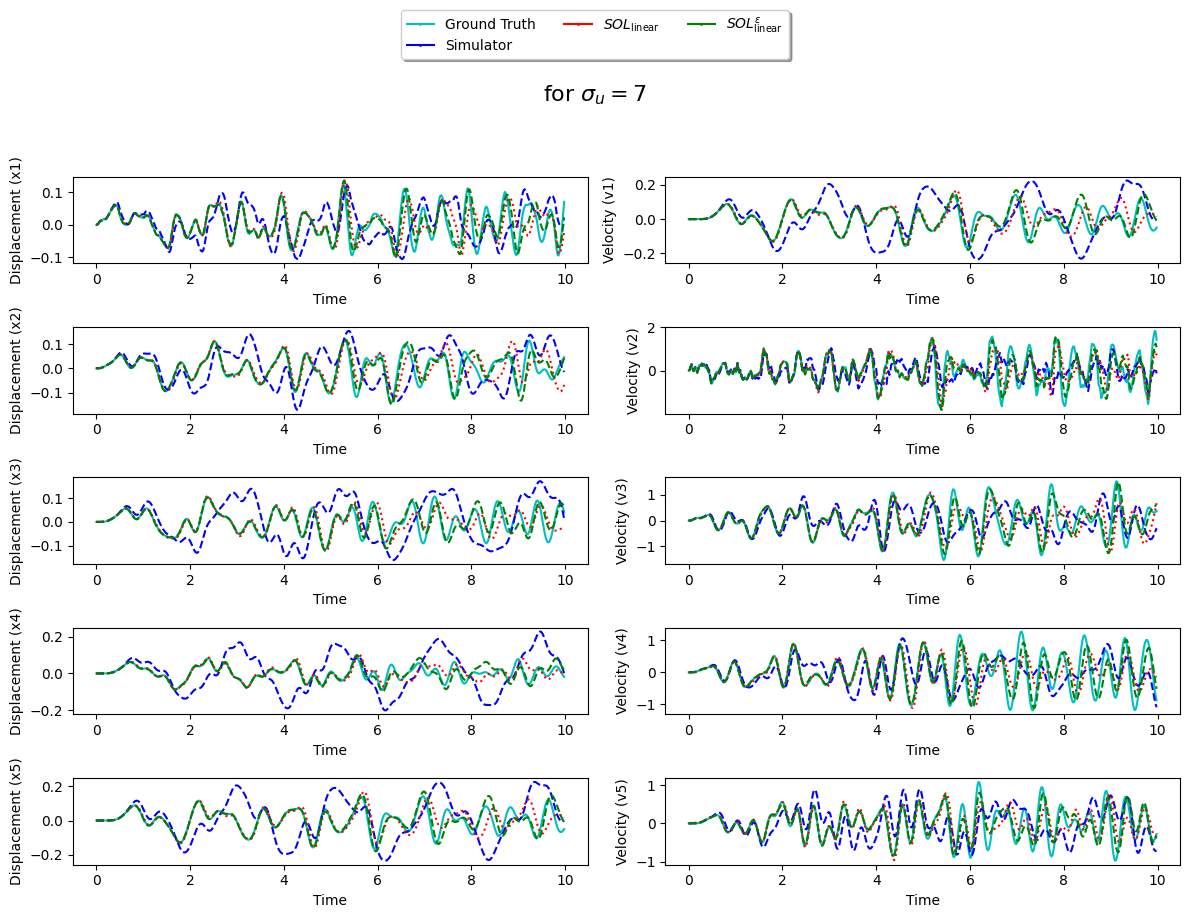 Ground Truth
Simulator
SOL_linear
SOL^ε_linear
for σ_u = 7
Displacement (x1)
0.1
0.0
−0.1
0 2 4 6 8 10
Time
Velocity (v1)
0.2
0.0
−0.2
0 2 4 6 8 10
Time
Displacement (x2)
0.1
0.0
−0.1
0 2 4 6 8 10
Time
Velocity (v2)
2
0
0 2 4 6 8 10
Time
Displacement (x3)
0.1
0.0
−0.1
0 2 4 6 8 10
Time
Velocity (v3)
1
0
−1
0 2 4 6 8 10
Time
Displacement (x4)
0.2
0.0
−0.2
0 2 4 6 8 10
Time
Velocity (v4)
1
0
−1
0 2 4 6 8 10
Time
Displacement (x5)
0.2
0.0
−0.2
0 2 4 6 8 10
Time
Velocity (v5)
1
0
−1
0 2 4 6 8 10
Time